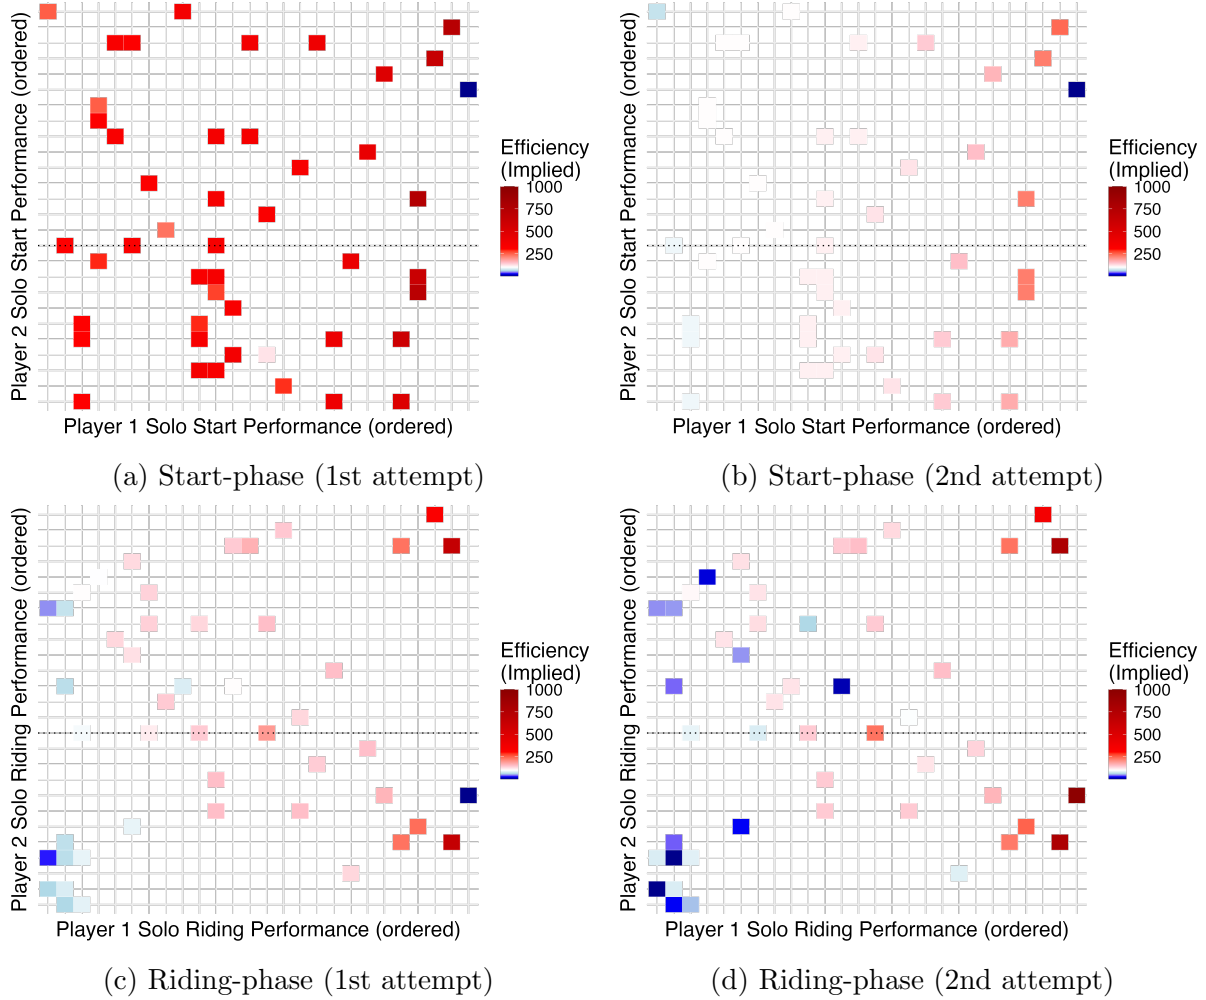 Player 2 Solo Start Performance (ordered)
Efficiency
(Implied)
1000
750
500
250
Player 1 Solo Start Performance (ordered)
(a) Start-phase (1st attempt)
Player 2 Solo Start Performance (ordered)
Efficiency
(Implied)
1000
750
500
250
Player 1 Solo Start Performance (ordered)
(b) Start-phase (2nd attempt)
Player 2 Solo Riding Performance (ordered)
Efficiency
(Implied)
1000
750
500
250
Player 1 Solo Riding Performance (ordered)
(c) Riding-phase (1st attempt)
Player 2 Solo Riding Performance (ordered)
Efficiency
(Implied)
1000
750
500
250
Player 1 Solo Riding Performance (ordered)
(d) Riding-phase (2nd attempt)